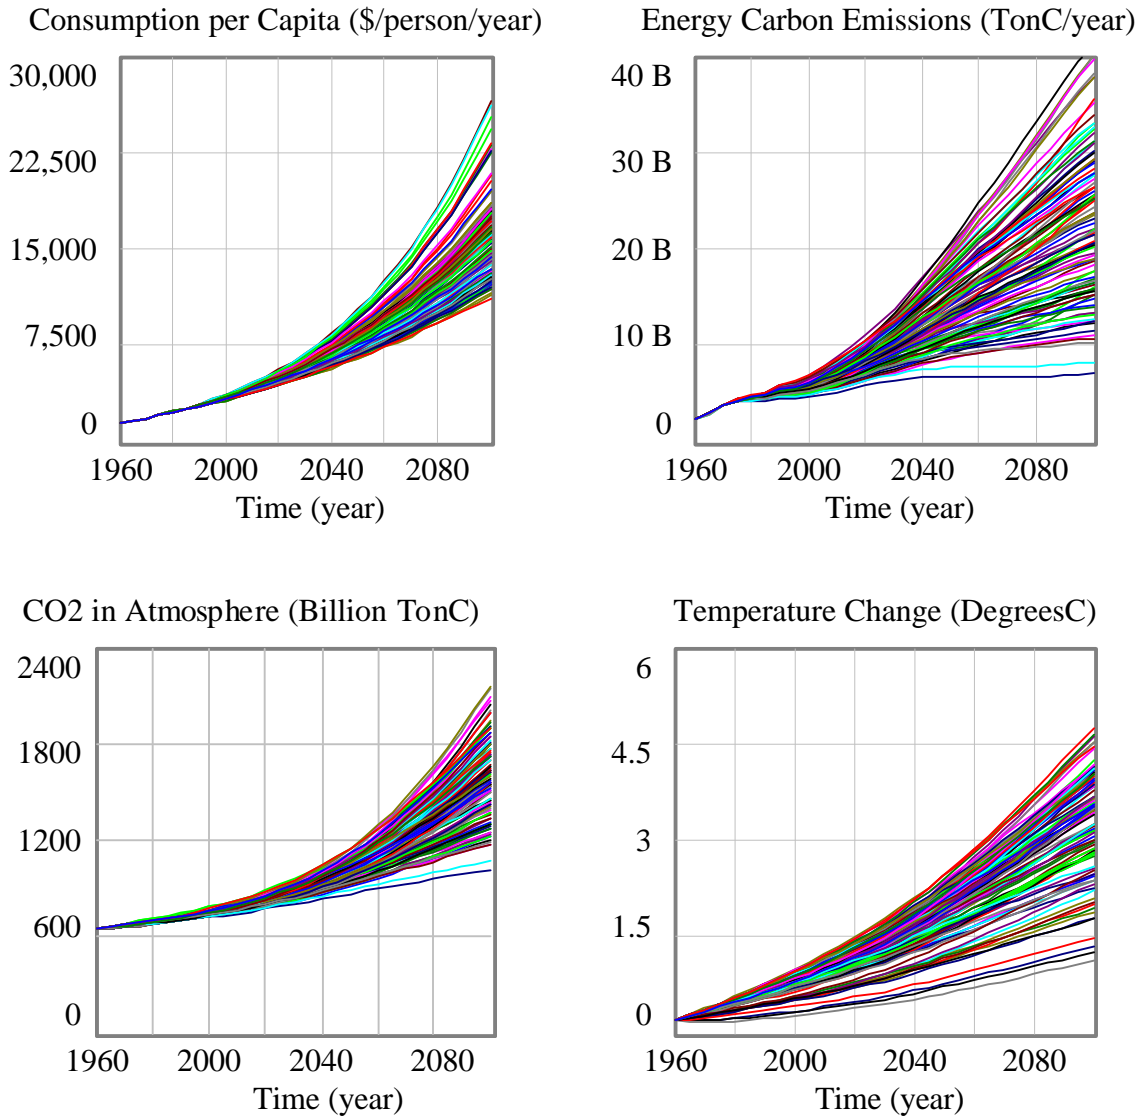 Consumption per Capita ($/person/year)
30,000
22,500
15,000
7,500
0
1960 2000 2040 2080
Time (year)
Energy Carbon Emissions (TonC/year)
40 B
30 B
20 B
10 B
0
1960 2000 2040 2080
Time (year)
CO2 in Atmosphere (Billion TonC)
2400
1800
1200
600
0
1960 2000 2040 2080
Time (year)
Temperature Change (DegreesC)
6
4.5
3
1.5
0
1960 2000 2040 2080
Time (year)